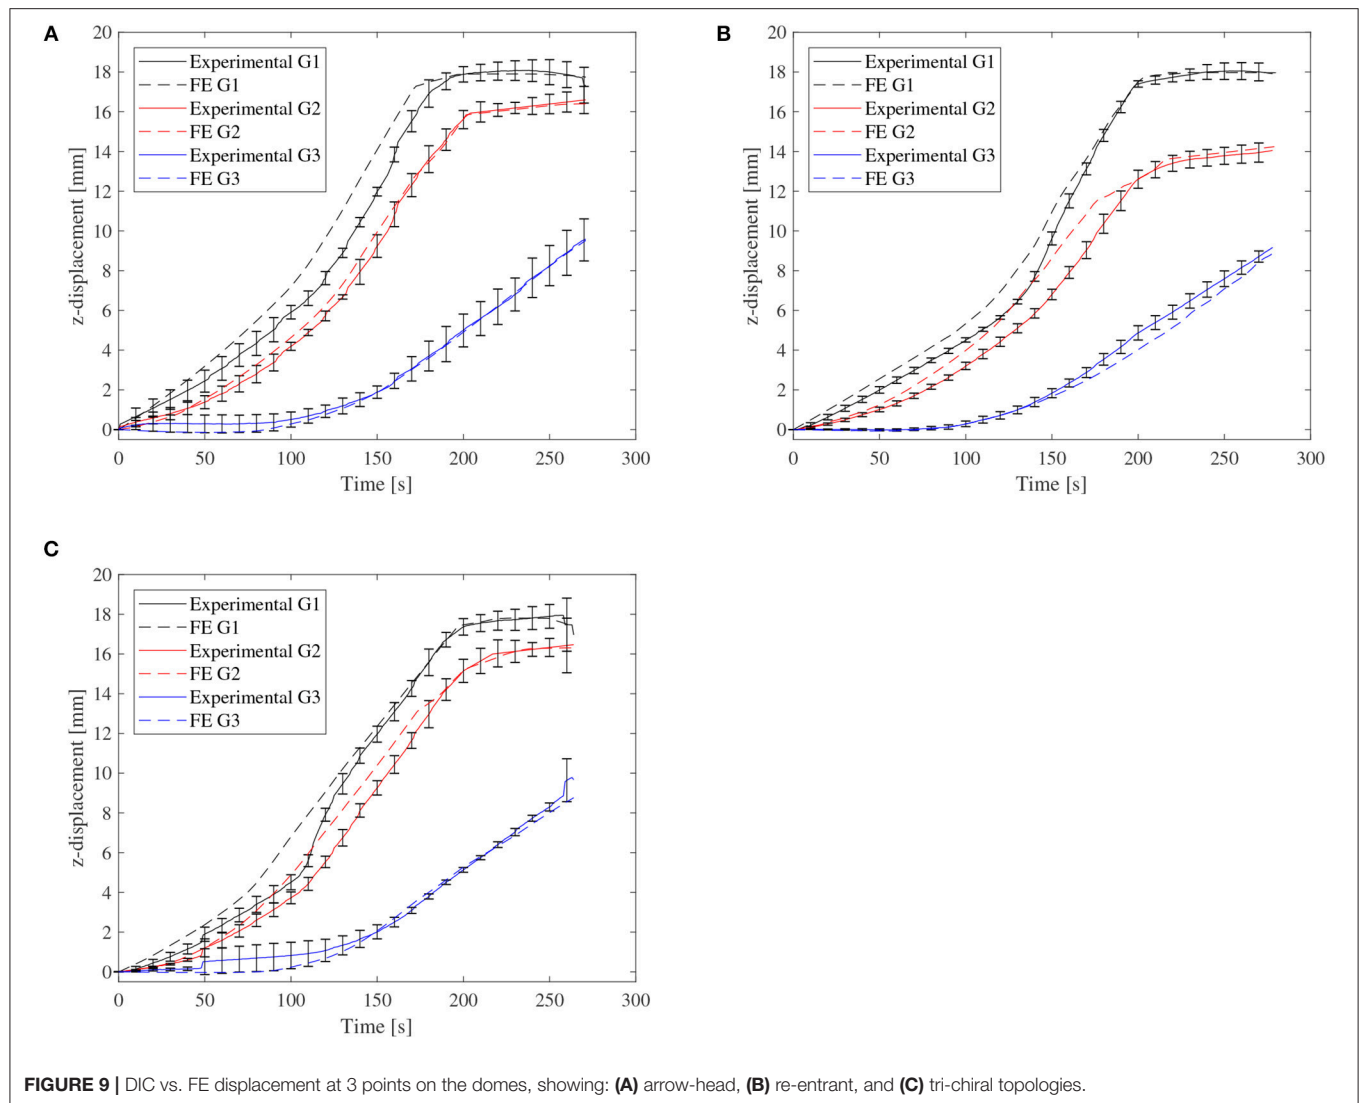 A
20
18
16
14
12
10
8
6
4
2
0
z-displacement [mm]
Experimental G1
FE G1
Experimental G2
FE G2
Experimental G3
FE G3
0 50 100 150 200 250 300
Time [s]
B
20
18
16
14
12
10
8
6
4
2
0
z-displacement [mm]
Experimental G1
FE G1
Experimental G2
FE G2
Experimental G3
FE G3
0 50 100 150 200 250 300
Time [s]
C
20
18
16
14
12
10
8
6
4
2
0
z-displacement [mm]
Experimental G1
FE G1
Experimental G2
FE G2
Experimental G3
FE G3
0 50 100 150 200 250 300
Time [s]
FIGURE 9 | DIC vs. FE displacement at 3 points on the domes, showing: (A) arrow-head, (B) re-entrant, and (C) tri-chiral topologies.